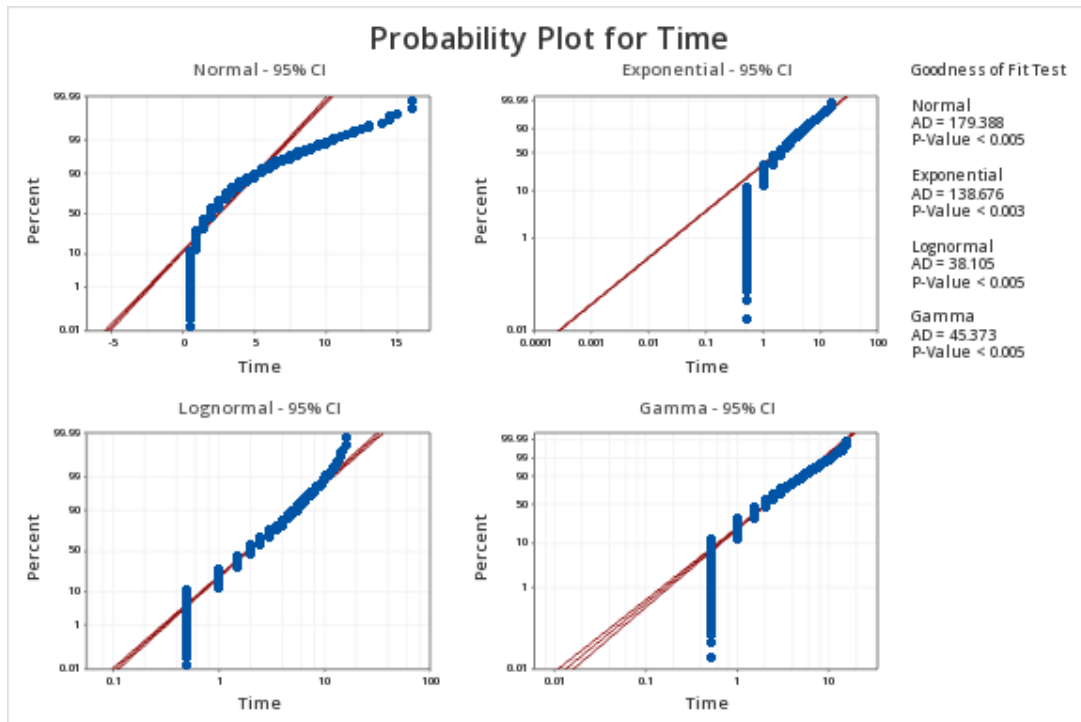 Probability Plot for Time
Normal - 95% CI
Exponential - 95% CI
99.99
99
90
50
10
1
0.01
Percent
-5
0
5
10
15
Time
99.99
90
50
10
1
0.01
Percent
0.0001
0.001
0.01
0.1
1
10
100
Time
Goodness of Fit Test
Normal
AD = 179.388
P-Value < 0.005
Exponential
AD = 138.676
P-Value < 0.003
Lognormal
AD = 38.105
P-Value < 0.005
Gamma
AD = 45.373
P-Value < 0.005
Lognormal - 95% CI
Gamma - 95% CI
99.99
99
90
50
10
1
0.01
Percent
0.1
1
10
100
Time
99.99
99
90
50
10
1
0.01
Percent
0.01
0.1
1
10
Time